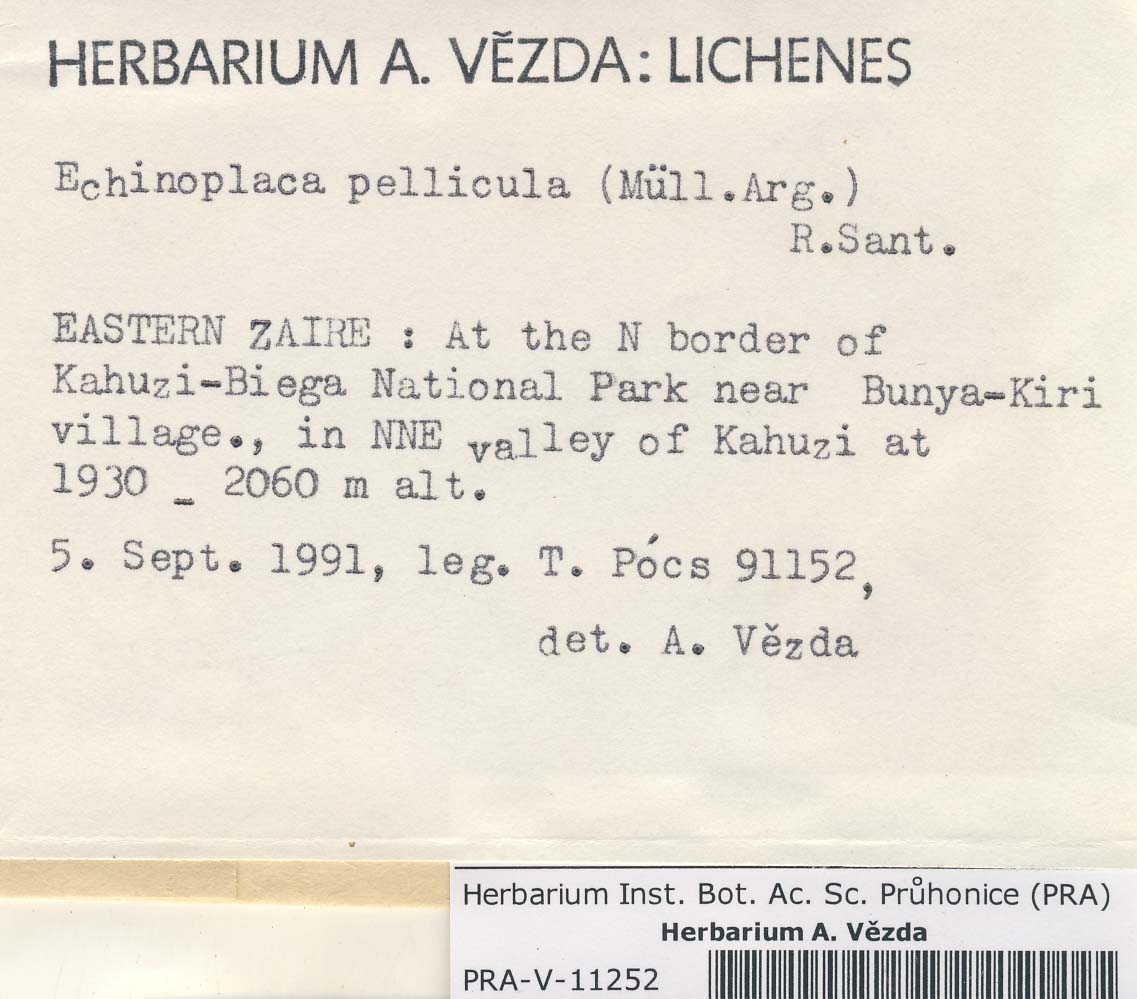 HERBARIUM A. VĚZDA: LICHENES
Echinoplaca pellicula (Müll.Arg.)
R.Sant.
EASTERN ZAIRE : At the N border of
Kahuzi-Biega National Park near Bunya-Kiri
village., in NNE valley of Kahuzi at
1930 _ 2060 m alt.
5. Sept. 1991, leg. T. Pócs 91152,
det. A. Vězda
Herbarium Inst. Bot. Ac. Sc. Průhonice (PRA)
Herbarium A. Vězda
PRA-V-11252